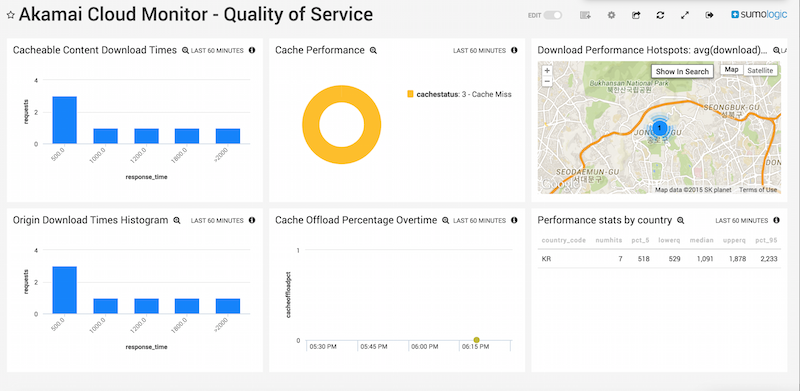 Akamai Cloud Monitor - Quality of Service
EDIT
sumologic
Cacheable Content Download Times
LAST 60 MINUTES
requests
4
2
0
500.0
1000.0
1200.0
1800.0
>2000
response_time
Cache Performance
LAST 60 MINUTES
cachestatus: 3 - Cache Miss
Download Performance Hotspots: avg(download)...
LA
+
−
Show In Search
Map
Satellite
Bukhansan National Park
북한산국립공원
SEONGBUK-GU
성북구
JONGNO-GU
종로구
1
SEODAEMUN-GU
서대문구
Google
Map data ©2015 SK planet
Terms of Use
Origin Download Times Histogram
LAST 60 MINUTES
requests
4
2
0
500.0
1000.0
1200.0
1800.0
>2000
response_time
Cache Offload Percentage Overtime
LAST 60 MINUTES
cacheoffloadpct
1
0
05:30 PM
05:45 PM
06:00 PM
06:15 PM
Performance stats by country
LAST 60 MINUTES
country_code numhits pct_5 lowerq median upperq pct_95
KR 7 518 529 1,091 1,878 2,233